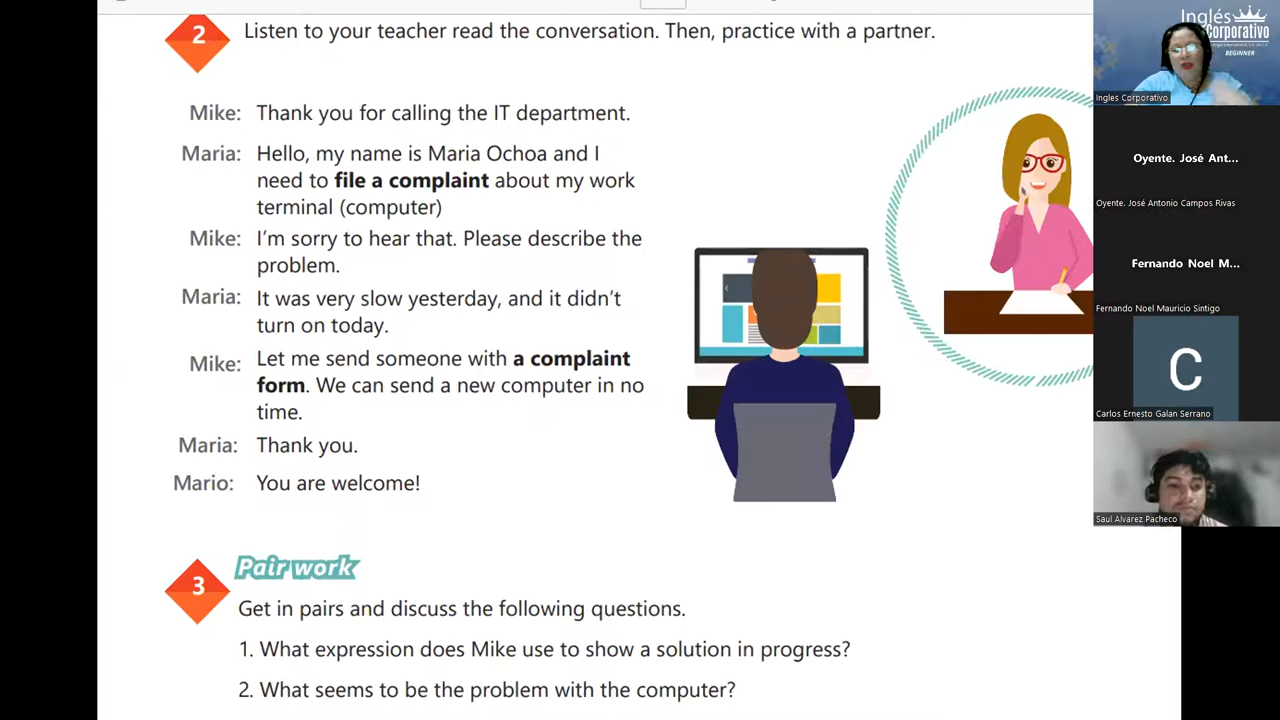 2
Listen to your teacher read the conversation. Then, practice with a partner.
Mike: Thank you for calling the IT department.
Maria: Hello, my name is Maria Ochoa and I
need to file a complaint about my work
terminal (computer)
Mike: I'm sorry to hear that. Please describe the
problem.
Maria: It was very slow yesterday, and it didn't
turn on today.
Mike: Let me send someone with a complaint
form. We can send a new computer in no
time.
Maria: Thank you.
Mario: You are welcome!
3
Pair work
Get in pairs and discuss the following questions.
1. What expression does Mike use to show a solution in progress?
2. What seems to be the problem with the computer?
Inglés
Corporativo
BEGINNER
Ingles Corporativo
Oyente. José Ant...
Oyente. José Antonio Campos Rivas
Fernando Noel M...
Fernando Noel Mauricio Sintigo
C
Carlos Ernesto Galan Serrano
Saul Alvarez Pacheco